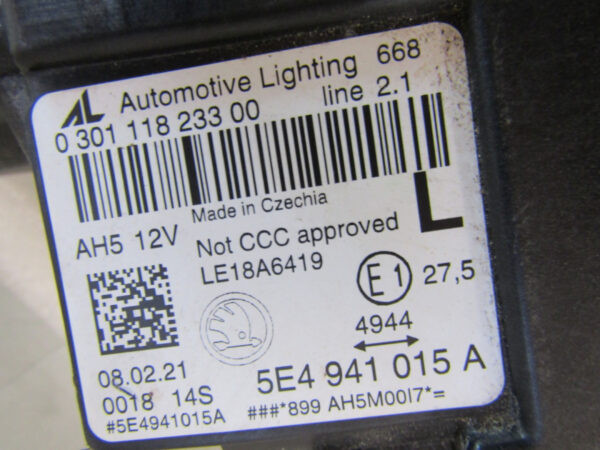 AL Automotive Lighting 668
0 301 118 233 00 line 2.1
Made in Czechia
AH5 12V Not CCC approved L
LE18A6419
E1 27,5
4944
08.02.21
0018 14S 5E4 941 015 A
#5E4941015A ###*899 AH5M00I7*=